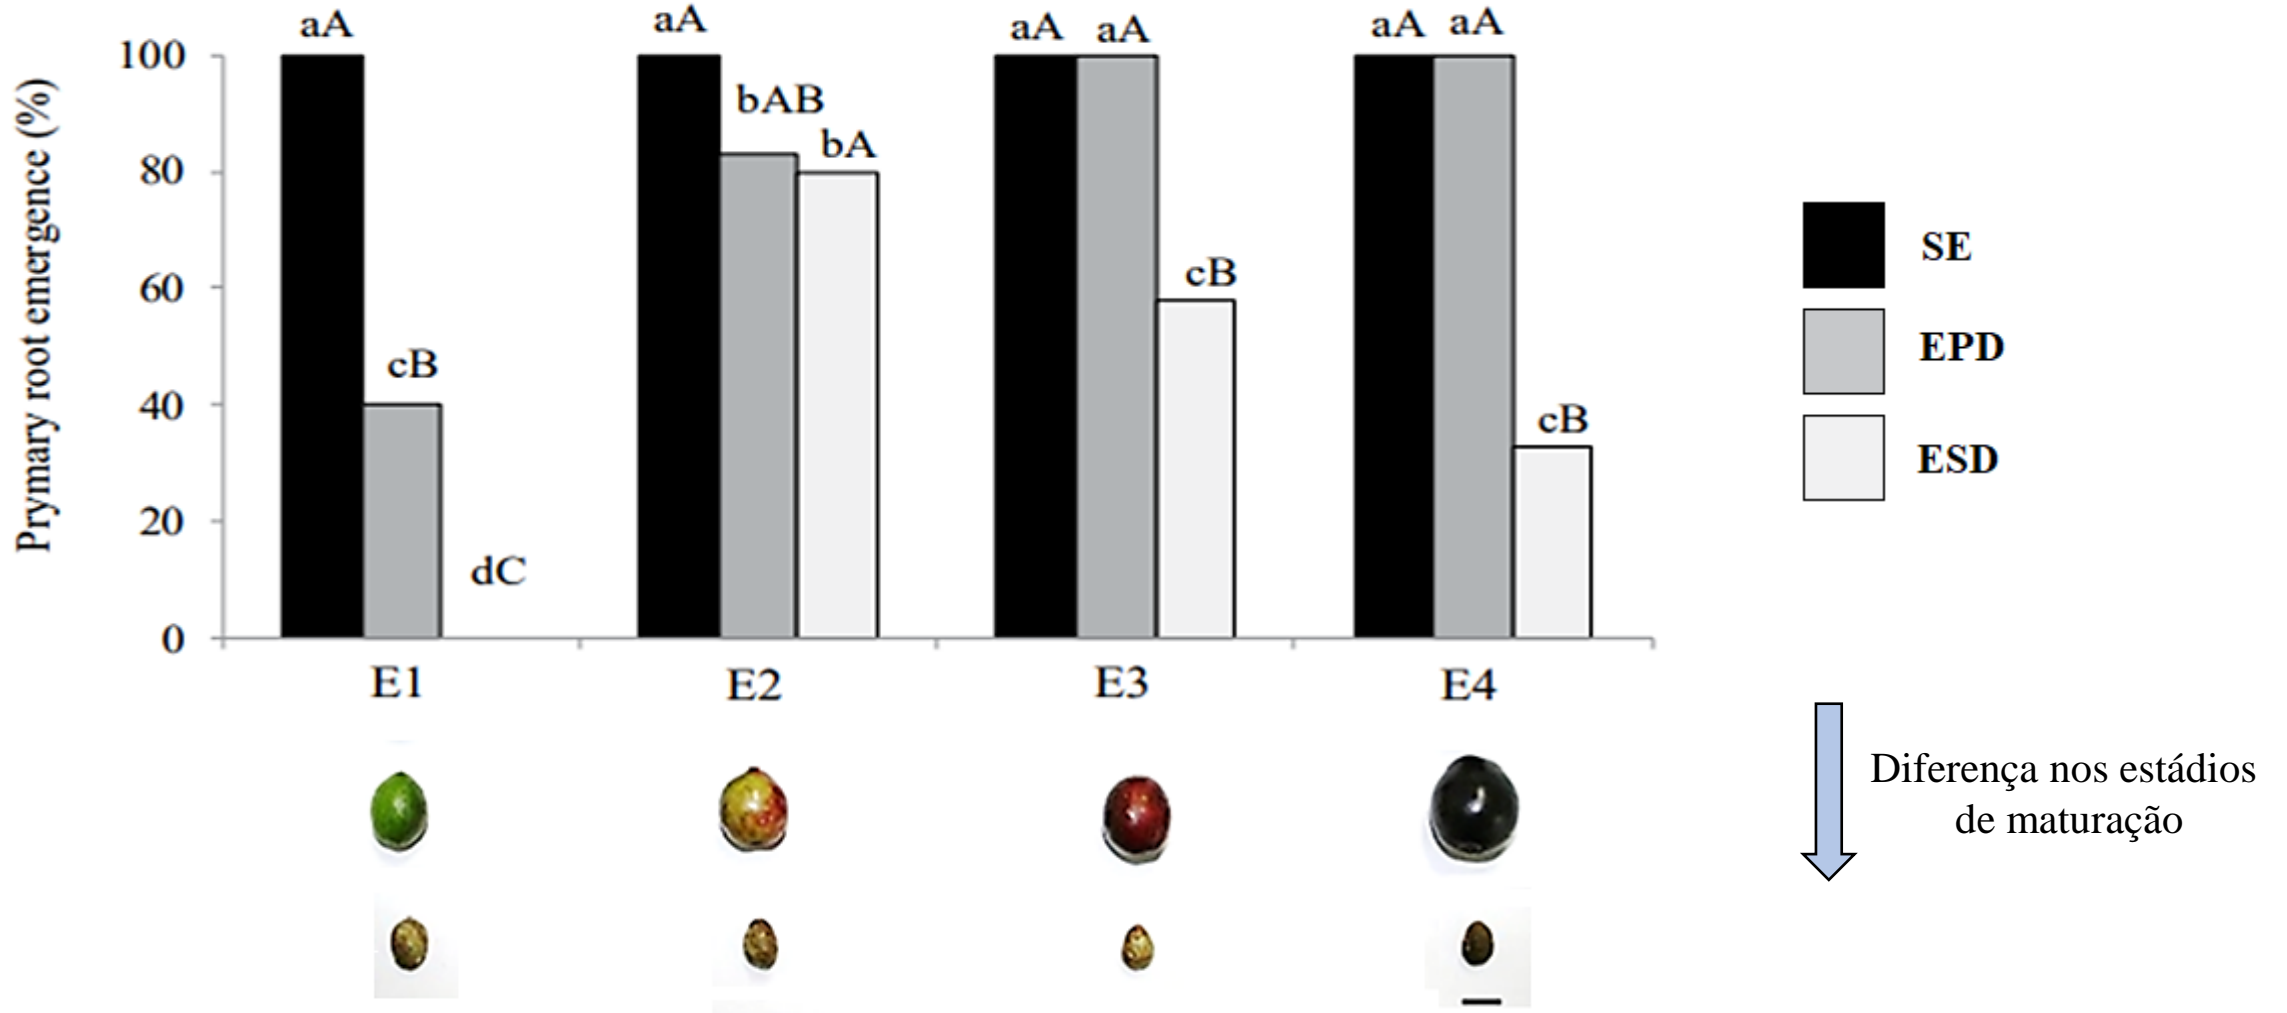 Prymary root emergence (%)
100
80
60
40
20
0
aA
cB
dC
aA
bAB
bA
aA aA
cB
aA aA
cB
E1
E2
E3
E4
SE
EPD
ESD
Diferença nos estádios
de maturação